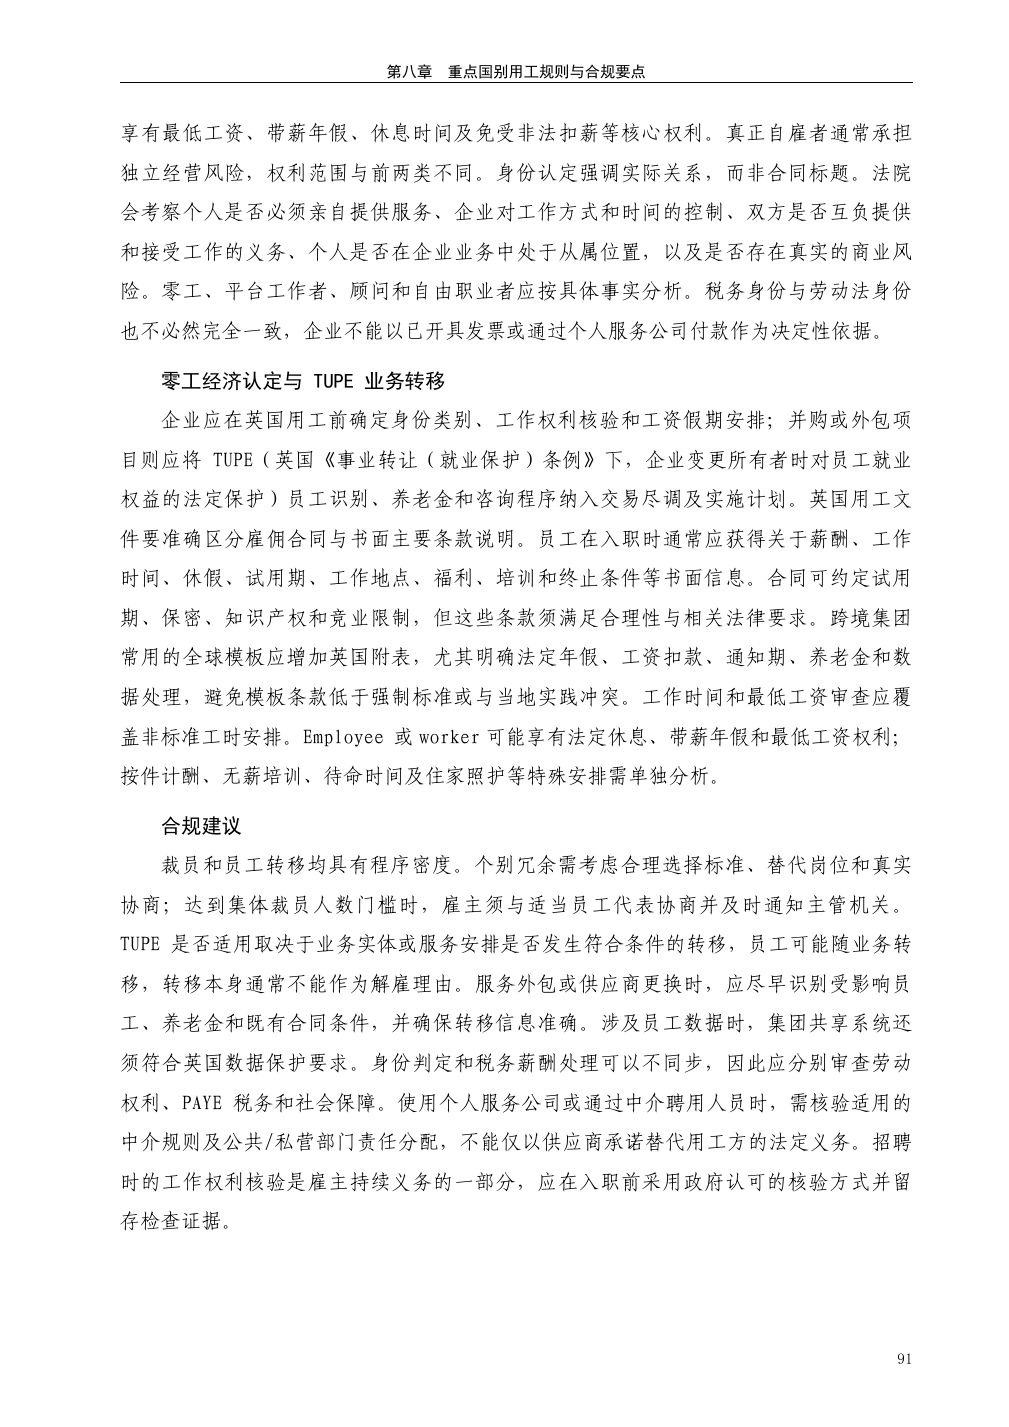 第八章　重点国别用工规则与合规要点
享有最低工资、带薪年假、休息时间及免受非法扣薪等核心权利。真正自雇者通常承担
独立经营风险，权利范围与前两类不同。身份认定强调实际关系，而非合同标题。法院
会考察个人是否必须亲自提供服务、企业对工作方式和时间的控制、双方是否互负提供
和接受工作的义务、个人是否在企业业务中处于从属位置，以及是否存在真实的商业风
险。零工、平台工作者、顾问和自由职业者应按具体事实分析。税务身份与劳动法身份
也不必然完全一致，企业不能以已开具发票或通过个人服务公司付款作为决定性依据。
零工经济认定与 TUPE 业务转移
企业应在英国用工前确定身份类别、工作权利核验和工资假期安排；并购或外包项
目则应将 TUPE（英国《事业转让（就业保护）条例》下，企业变更所有者时对员工就业
权益的法定保护）员工识别、养老金和咨询程序纳入交易尽调及实施计划。英国用工文
件要准确区分雇佣合同与书面主要条款说明。员工在入职时通常应获得关于薪酬、工作
时间、休假、试用期、工作地点、福利、培训和终止条件等书面信息。合同可约定试用
期、保密、知识产权和竞业限制，但这些条款须满足合理性与相关法律要求。跨境集团
常用的全球模板应增加英国附表，尤其明确法定年假、工资扣款、通知期、养老金和数
据处理，避免模板条款低于强制标准或与当地实践冲突。工作时间和最低工资审查应覆
盖非标准工时安排。Employee 或 worker 可能享有法定休息、带薪年假和最低工资权利；
按件计酬、无薪培训、待命时间及住家照护等特殊安排需单独分析。
合规建议
裁员和员工转移均具有程序密度。个别冗余需考虑合理选择标准、替代岗位和真实
协商；达到集体裁员人数门槛时，雇主须与适当员工代表协商并及时通知主管机关。
TUPE 是否适用取决于业务实体或服务安排是否发生符合条件的转移，员工可能随业务转
移，转移本身通常不能作为解雇理由。服务外包或供应商更换时，应尽早识别受影响员
工、养老金和既有合同条件，并确保转移信息准确。涉及员工数据时，集团共享系统还
须符合英国数据保护要求。身份判定和税务薪酬处理可以不同步，因此应分别审查劳动
权利、PAYE 税务和社会保障。使用个人服务公司或通过中介聘用人员时，需核验适用的
中介规则及公共/私营部门责任分配，不能仅以供应商承诺替代用工方的法定义务。招聘
时的工作权利核验是雇主持续义务的一部分，应在入职前采用政府认可的核验方式并留
存检查证据。
91